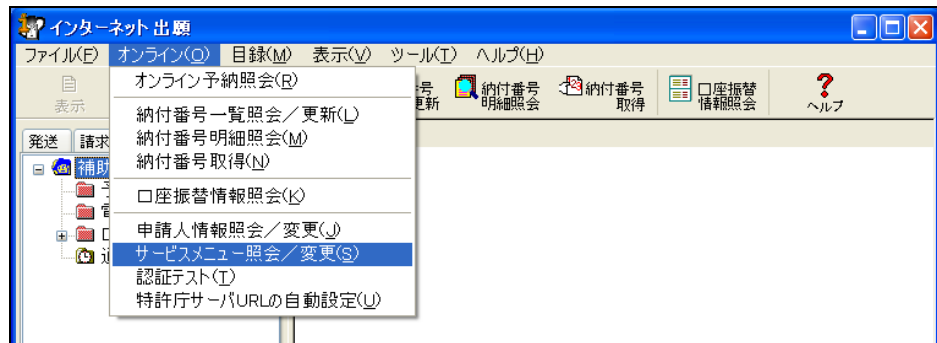 インターネット出願
ファイル(F) オンライン(O) 目録(M) 表示(V) ツール(T) ヘルプ(H)
表示
号
更新
納付番号
明細照会
納付番号
取得
口座振替
情報照会
ヘルプ
発送 請求
補助
オンライン予納照会(R)
納付番号一覧照会／更新(L)
納付番号明細照会(M)
納付番号取得(N)
口座振替情報照会(K)
申請人情報照会／変更(J)
サービスメニュー照会／変更(S)
認証テスト(T)
特許庁サーバURLの自動設定(U)